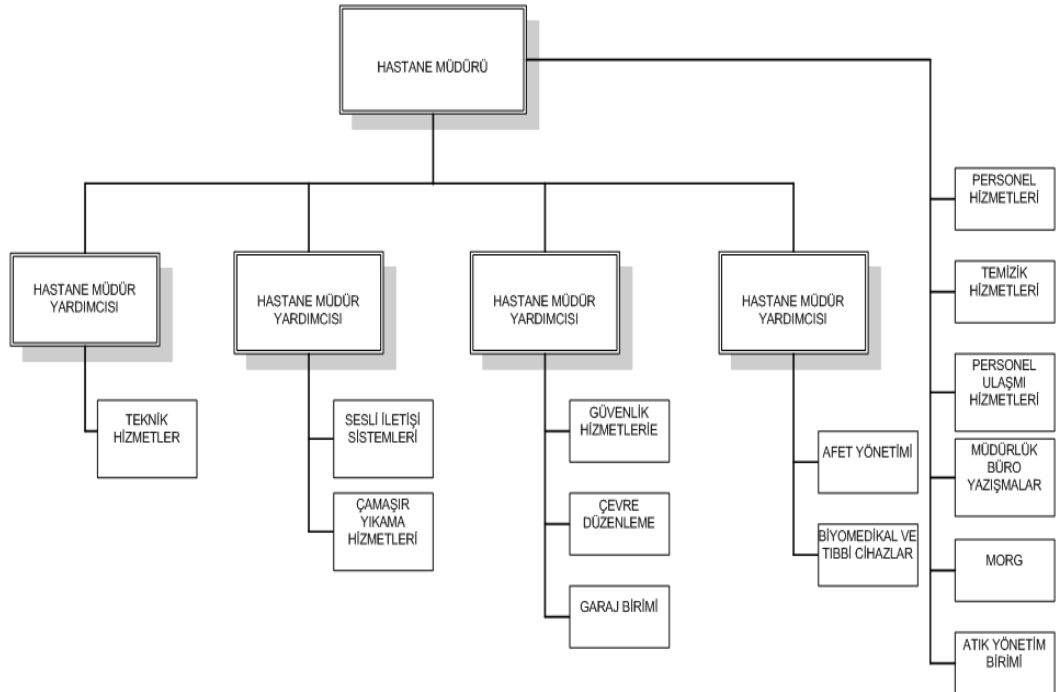 HASTANE MÜDÜRÜ
HASTANE MÜDÜR
YARDIMCISI
TEKNİK
HİZMETLER
HASTANE MÜDÜR
YARDIMCISI
SESLİ İLETİŞİ
SİSTEMLERİ
ÇAMAŞIR
YIKAMA
HİZMETLERİ
HASTANE MÜDÜR
YARDIMCISI
GÜVENLİK
HİZMETLERİE
ÇEVRE
DÜZENLEME
GARAJ BİRİMİ
HASTANE MÜDÜR
YARDIMCISI
AFET YÖNETİMİ
BİYOMEDİKAL VE
TIBBİ CİHAZLAR
PERSONEL
HİZMETLERİ
TEMİZİK
HİZMETLERİ
PERSONEL
ULAŞMI
HİZMETLERİ
MÜDÜRLÜK
BÜRO
YAZIŞMALAR
MORG
ATIK YÖNETİM
BİRİMİ